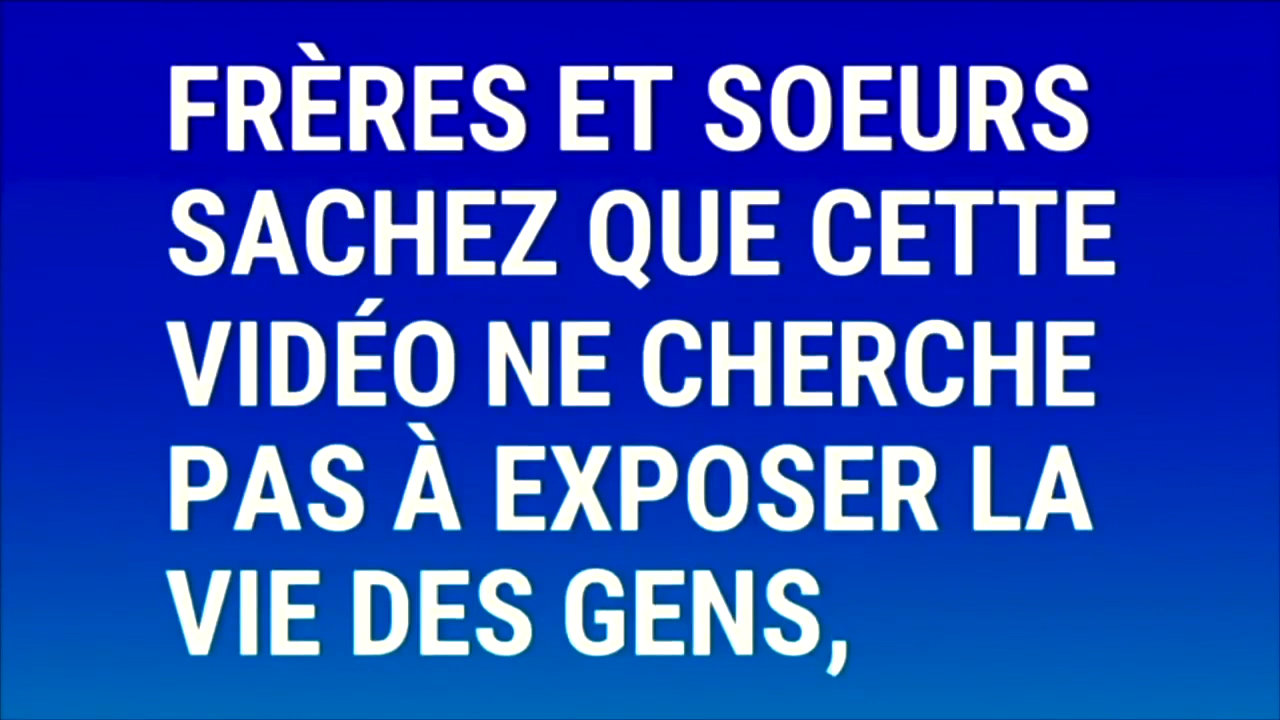 FRÈRES ET SOEURS
SACHEZ QUE CETTE
VIDÉO NE CHERCHE
PAS À EXPOSER LA
VIE DES GENS,